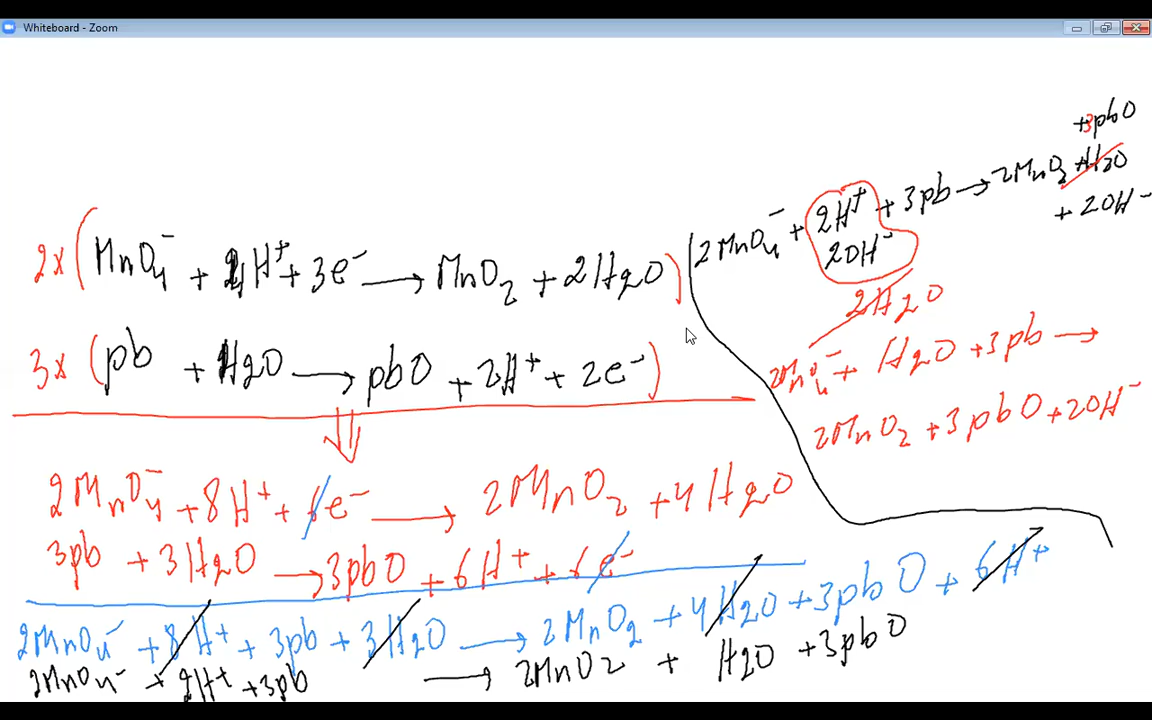 Whiteboard - Zoom
2x ( MnO₄⁻ + 4H⁺ + 3e⁻ → MnO₂ + 2H₂O )
3x ( pb + H₂O → pbO + 2H⁺ + 2e⁻ )
2MnO₄⁻ + 8H⁺ + 6e⁻ → 2MnO₂ + 4H₂O
3pb + 3H₂O → 3pbO + 6H⁺ + 6e⁻
2MnO₄⁻ + 8H⁺ + 3pb + 3H₂O → 2MnO₂ + 4H₂O + 3pbO + 6H⁺
2MnO₄⁻ + 2H⁺ + 3pb → 2MnO₂ + H₂O + 3pbO
+3pbO
2MnO₄⁻ + 2H⁺ + 3pb → 2MnO₂ + H₂O
2OH⁻ + 2OH⁻
2H₂O
2MnO₄⁻ + H₂O + 3pb →
2MnO₂ + 3pbO + 2OH⁻